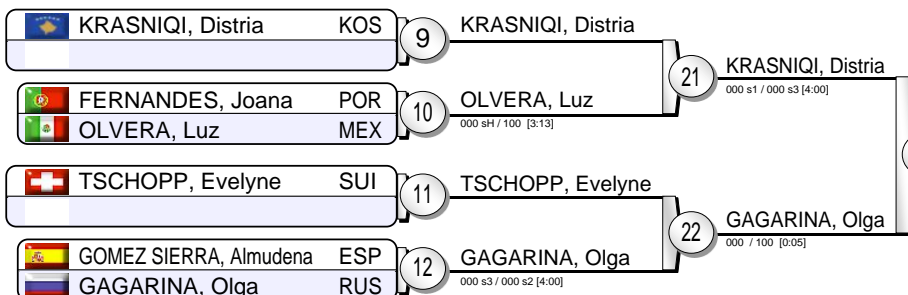 KRASNIQI, Distria KOS
9
KRASNIQI, Distria
FERNANDES, Joana POR
OLVERA, Luz MEX
10
OLVERA, Luz
000 sH / 100 [3:13]
21
KRASNIQI, Distria
000 s1 / 000 s3 [4:00]
TSCHOPP, Evelyne SUI
11
TSCHOPP, Evelyne
GOMEZ SIERRA, Almudena ESP
GAGARINA, Olga RUS
12
GAGARINA, Olga
000 s3 / 000 s2 [4:00]
22
GAGARINA, Olga
000 / 100 [0:05]